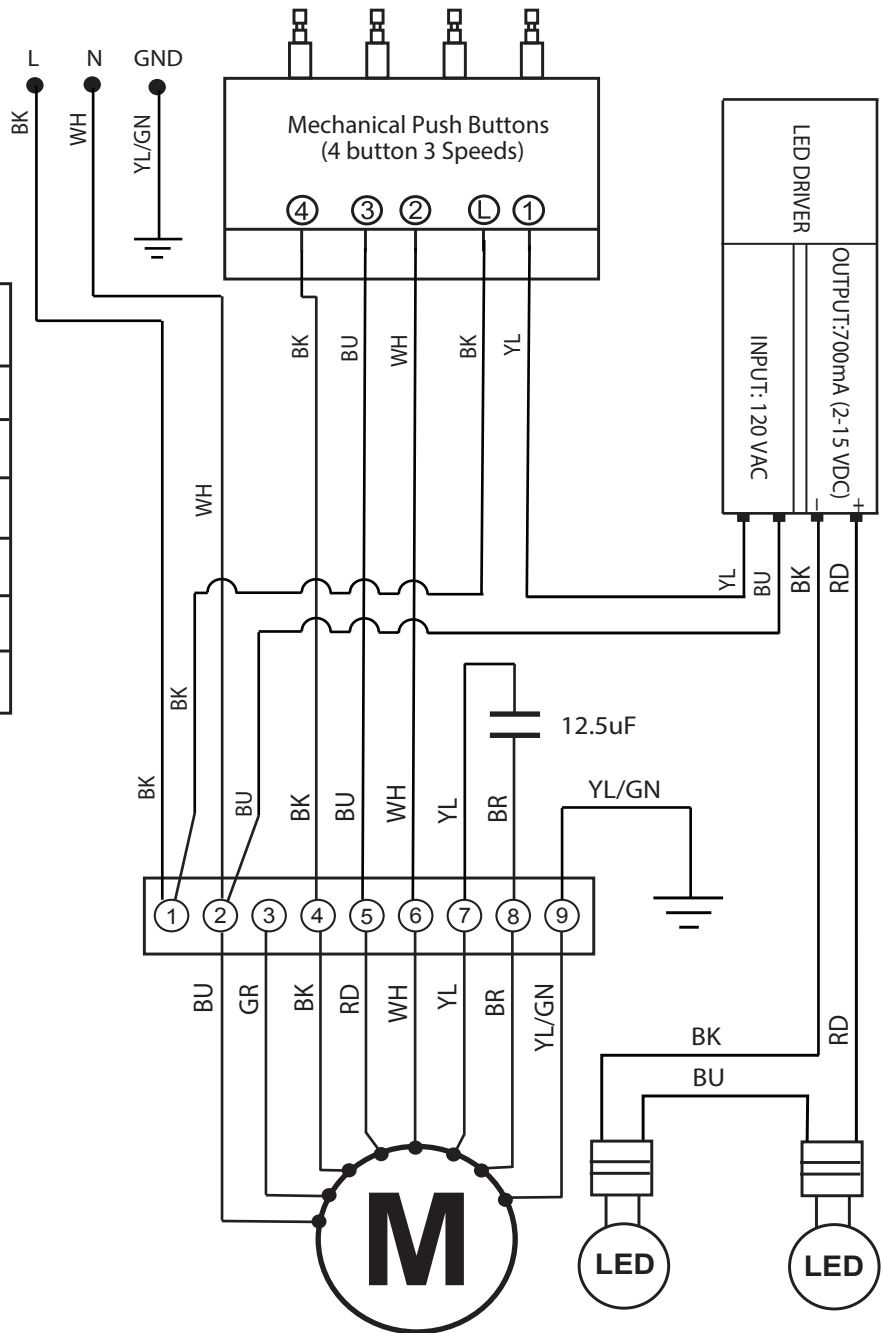 L N GND
BK
WH
YL/GN
Mechanical Push Buttons
(4 button 3 Speeds)
4 3 2 L 1
BK
BU
WH
BK
YL
LED DRIVER
INPUT: 120 VAC
OUTPUT:700mA (2-15 VDC)
– +
WH
YL
BU
BK
RD
BK
BK
BU
BK
BU
WH
YL
BR
12.5uF
YL/GN
1 2 3 4 5 6 7 8 9
BU
GR
BK
RD
WH
YL
BR
YL/GN
BK
BU
RD
M
LED
LED